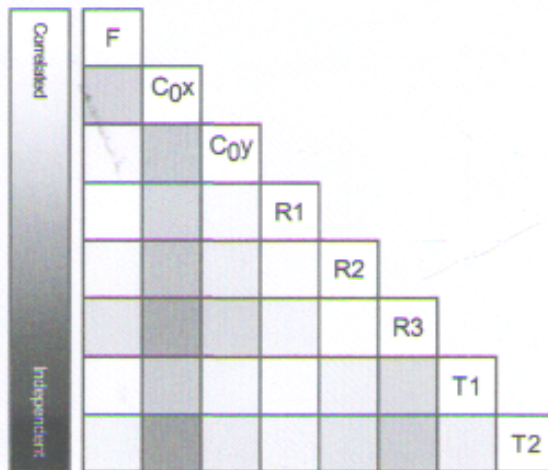 Correlated
Independent
F
C₀x
C₀y
R1
R2
R3
T1
T2